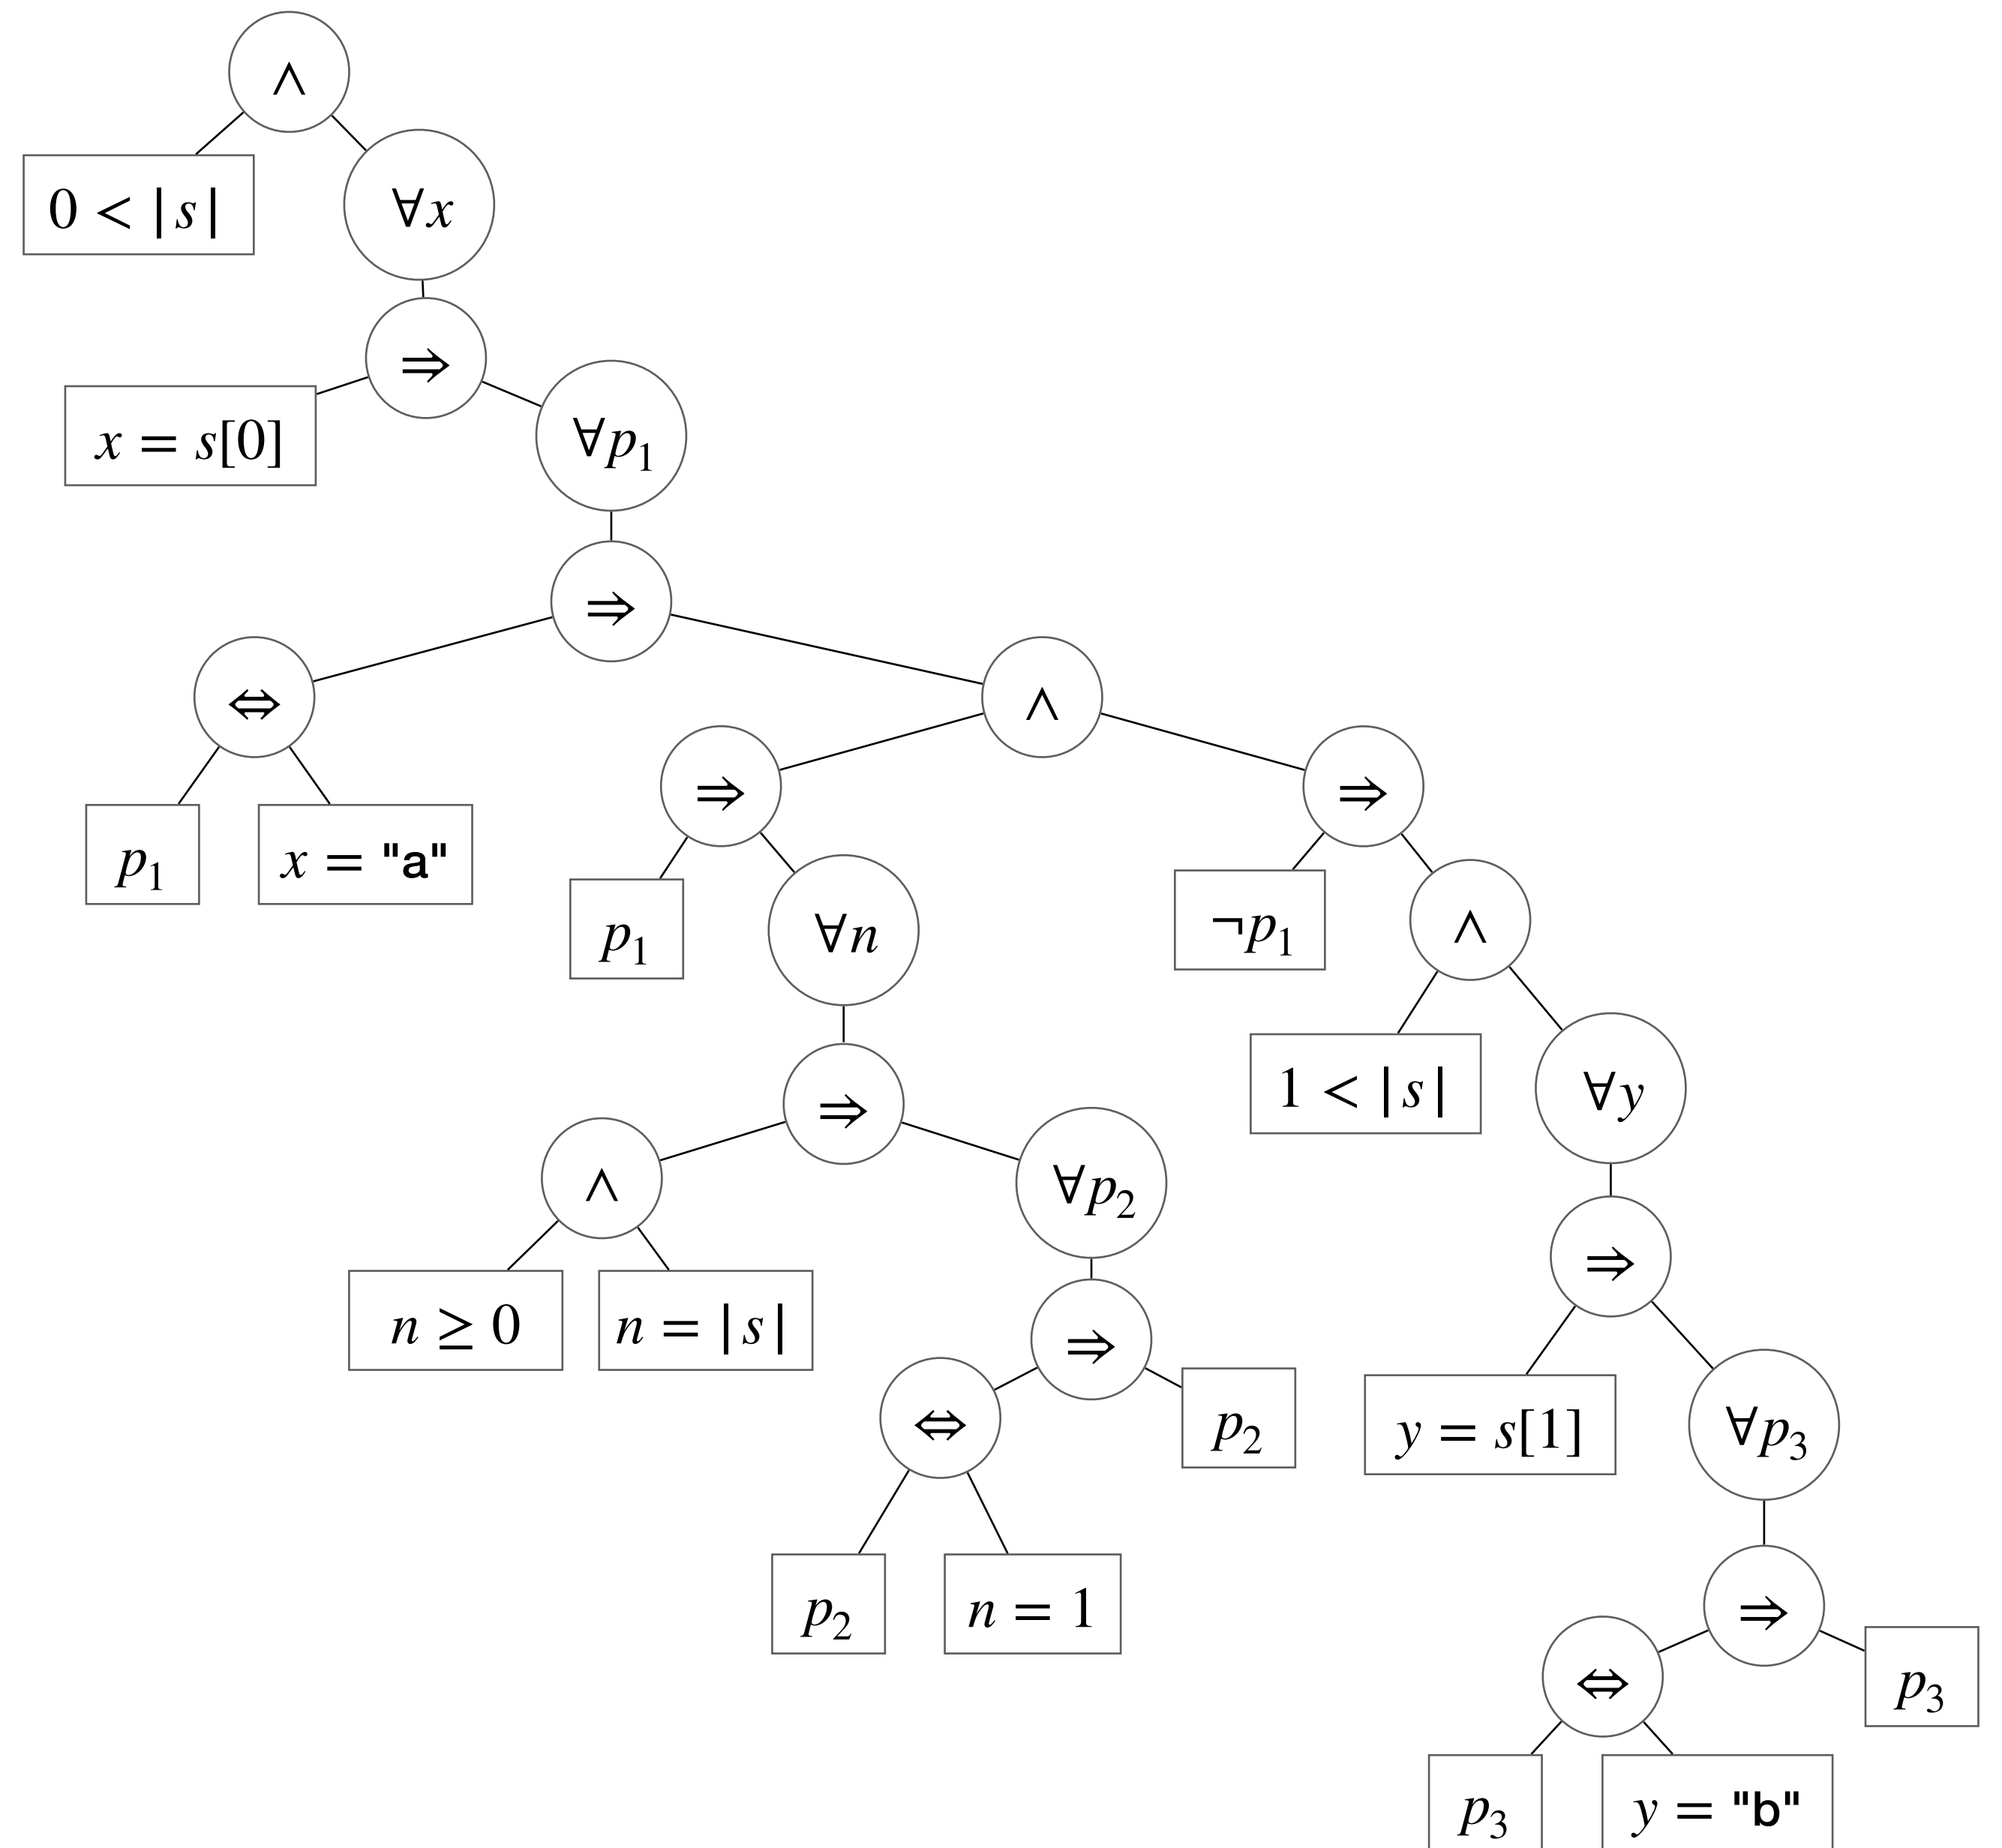 ∧
0 < |s|
∀x
⇒
x = s[0]
∀p₁
⇒
⇔
∧
p₁
x = "a"
⇒
⇒
p₁
∀n
¬p₁
∧
⇒
1 < |s|
∀y
∧
∀p₂
n ≥ 0
n = |s|
⇒
⇒
⇔
p₂
y = s[1]
∀p₃
p₂
n = 1
⇒
⇔
p₃
p₃
y = "b"